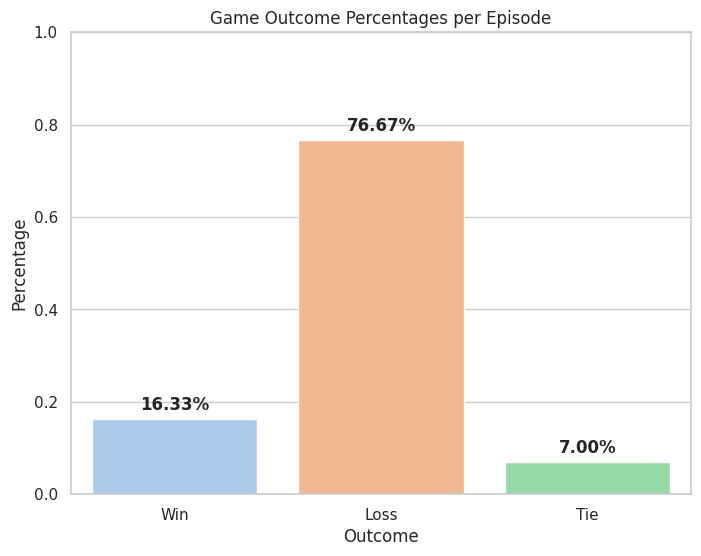 Game Outcome Percentages per Episode
1.0
0.8
0.6
0.4
0.2
0.0
Percentage
16.33%
76.67%
7.00%
Win
Loss
Tie
Outcome